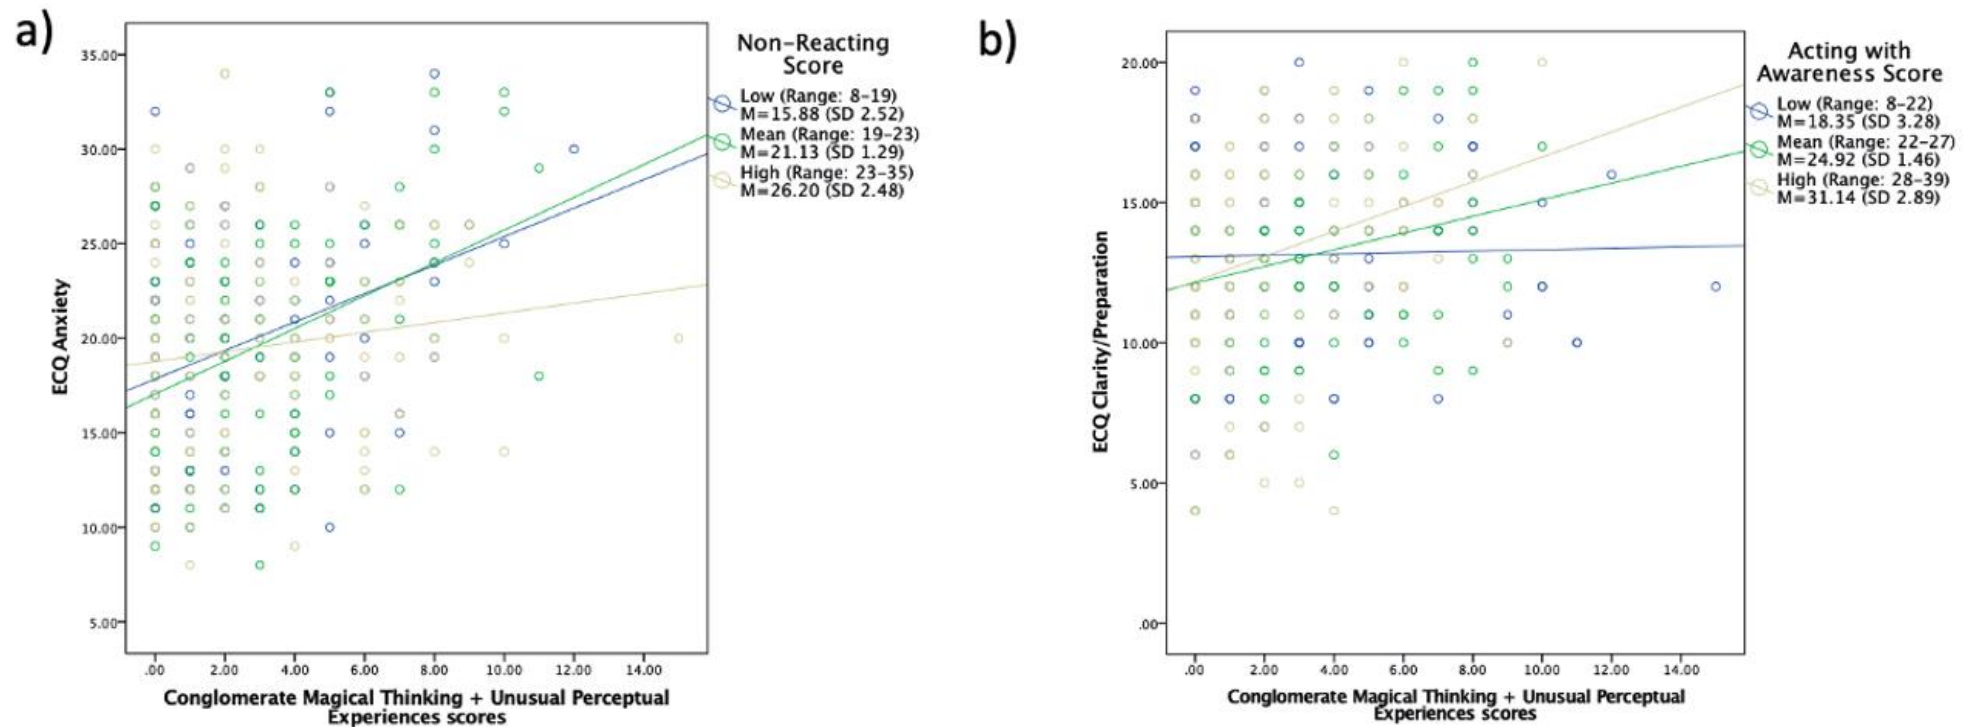 a)
35.00
30.00
25.00
20.00
15.00
10.00
5.00
ECQ Anxiety
.00 2.00 4.00 6.00 8.00 10.00 12.00 14.00
Conglomerate Magical Thinking + Unusual Perceptual
Experiences scores
Non-Reacting
Score
Low (Range: 8-19)
M=15.88 (SD 2.52)
Mean (Range: 19-23)
M=21.13 (SD 1.29)
High (Range: 23-35)
M=26.20 (SD 2.48)
b)
20.00
15.00
10.00
5.00
.00
ECQ Clarity/Preparation
.00 2.00 4.00 6.00 8.00 10.00 12.00 14.00
Conglomerate Magical Thinking + Unusual Perceptual
Experiences scores
Acting with
Awareness Score
Low (Range: 8-22)
M=18.35 (SD 3.28)
Mean (Range: 22-27)
M=24.92 (SD 1.46)
High (Range: 28-39)
M=31.14 (SD 2.89)